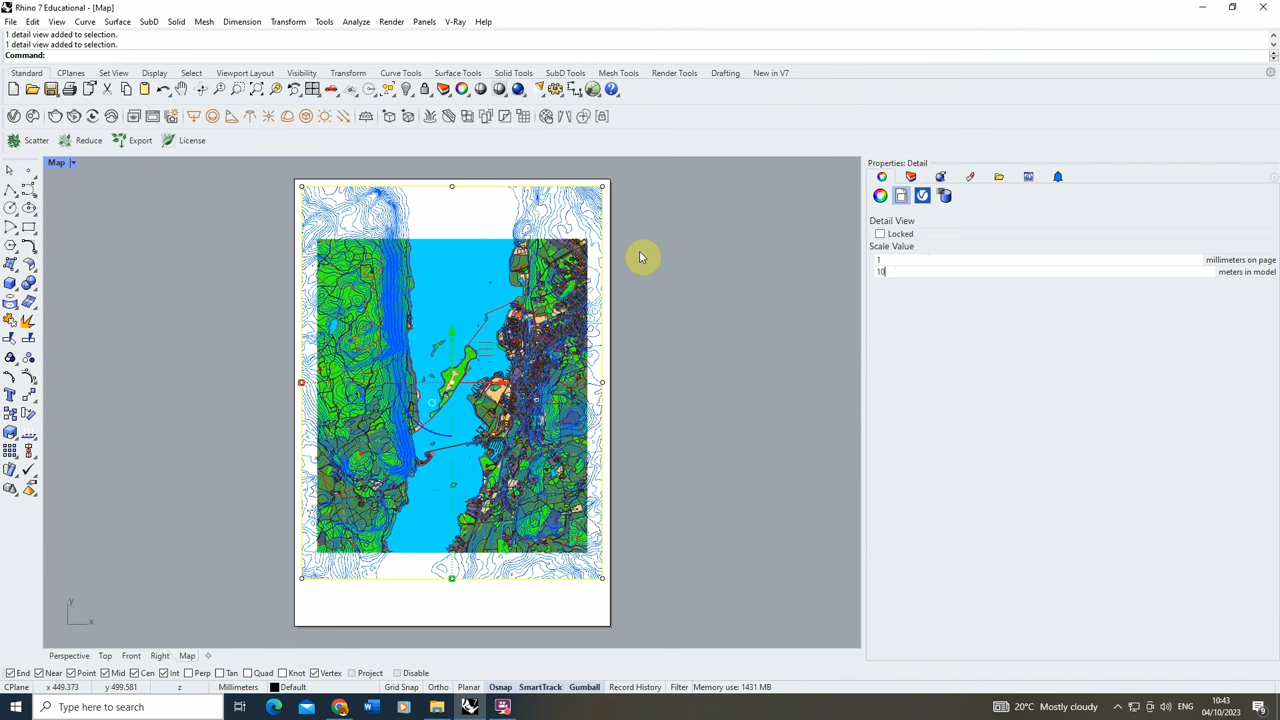 Rhino 7 Educational - [Map]
File Edit View Curve Surface SubD Solid Mesh Dimension Transform Tools Analyze Render Panels V-Ray Help
1 detail view added to selection.
1 detail view added to selection.
Command:
Standard CPlanes Set View Display Select Viewport Layout Visibility Transform Curve Tools Surface Tools Solid Tools SubD Tools Mesh Tools Render Tools Drafting New in V7
Scatter Reduce Export License
Map
Properties: Detail
Detail View
Locked
Scale Value
1 millimeters on page
10 meters in model
y
x
Perspective Top Front Right Map
End Near Point Mid Cen Int Perp Tan Quad Knot Vertex Project Disable
CPlane x 449.373 y 499.581 z Millimeters Default Grid Snap Ortho Planar Osnap SmartTrack Gumball Record History Filter Memory use: 1431 MB
Type here to search
20°C Mostly cloudy
ENG
10:43
04/10/2023
9